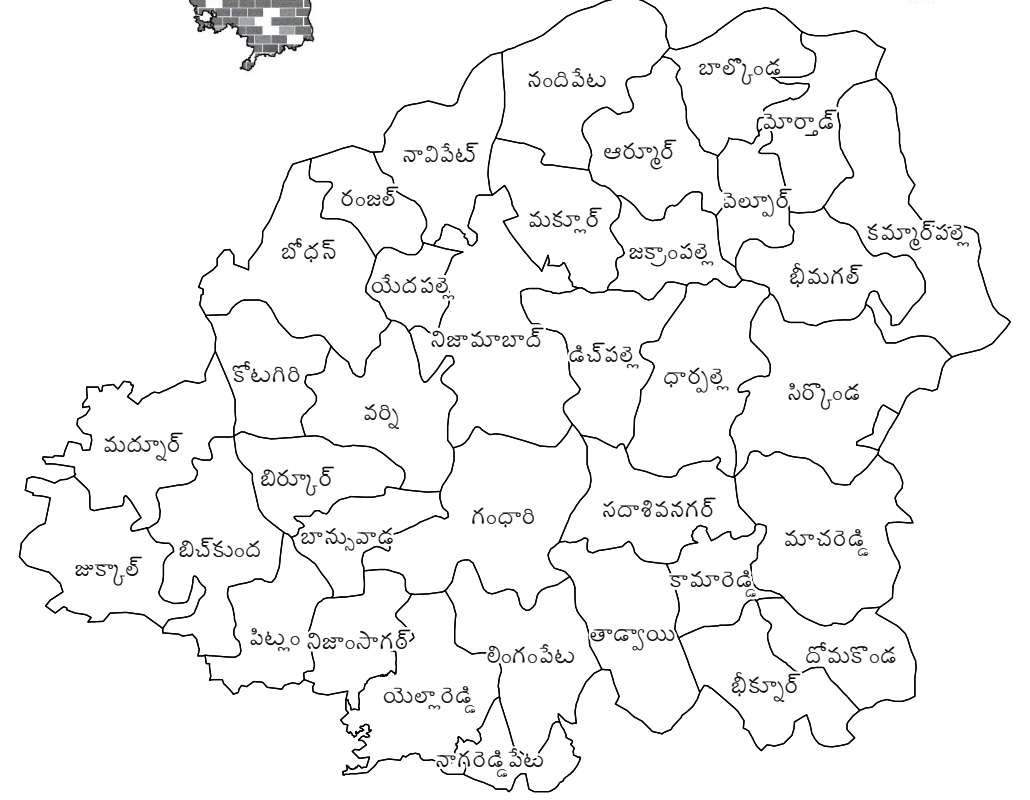 నందిపేట
బాల్కొండ
మోర్తాడ్
నావిపేట్
ఆర్మూర్
రంజల్
వెల్పూర్
మక్లూర్
కమ్మార్‌పల్లె
బోధన్
జక్రాంపల్లె
భీమగల్
యేదపల్లె
నిజామాబాద్
డిచ్‌పల్లె
కోటగిరి
ధార్పల్లె
సిర్కొండ
వర్ని
మద్నూర్
బిర్కూర్
సదాశివనగర్
గంధారి
బాన్సువాడ
మాచరెడ్డి
బిచ్‌కుంద
జుక్కాల్
కామారెడ్డి
పిట్లం
నిజాంసాగర్
తాడ్వాయి
లింగంపేట
దోమకొండ
భీక్నూర్
యెల్లారెడ్డి
నాగరెడ్డిపేట